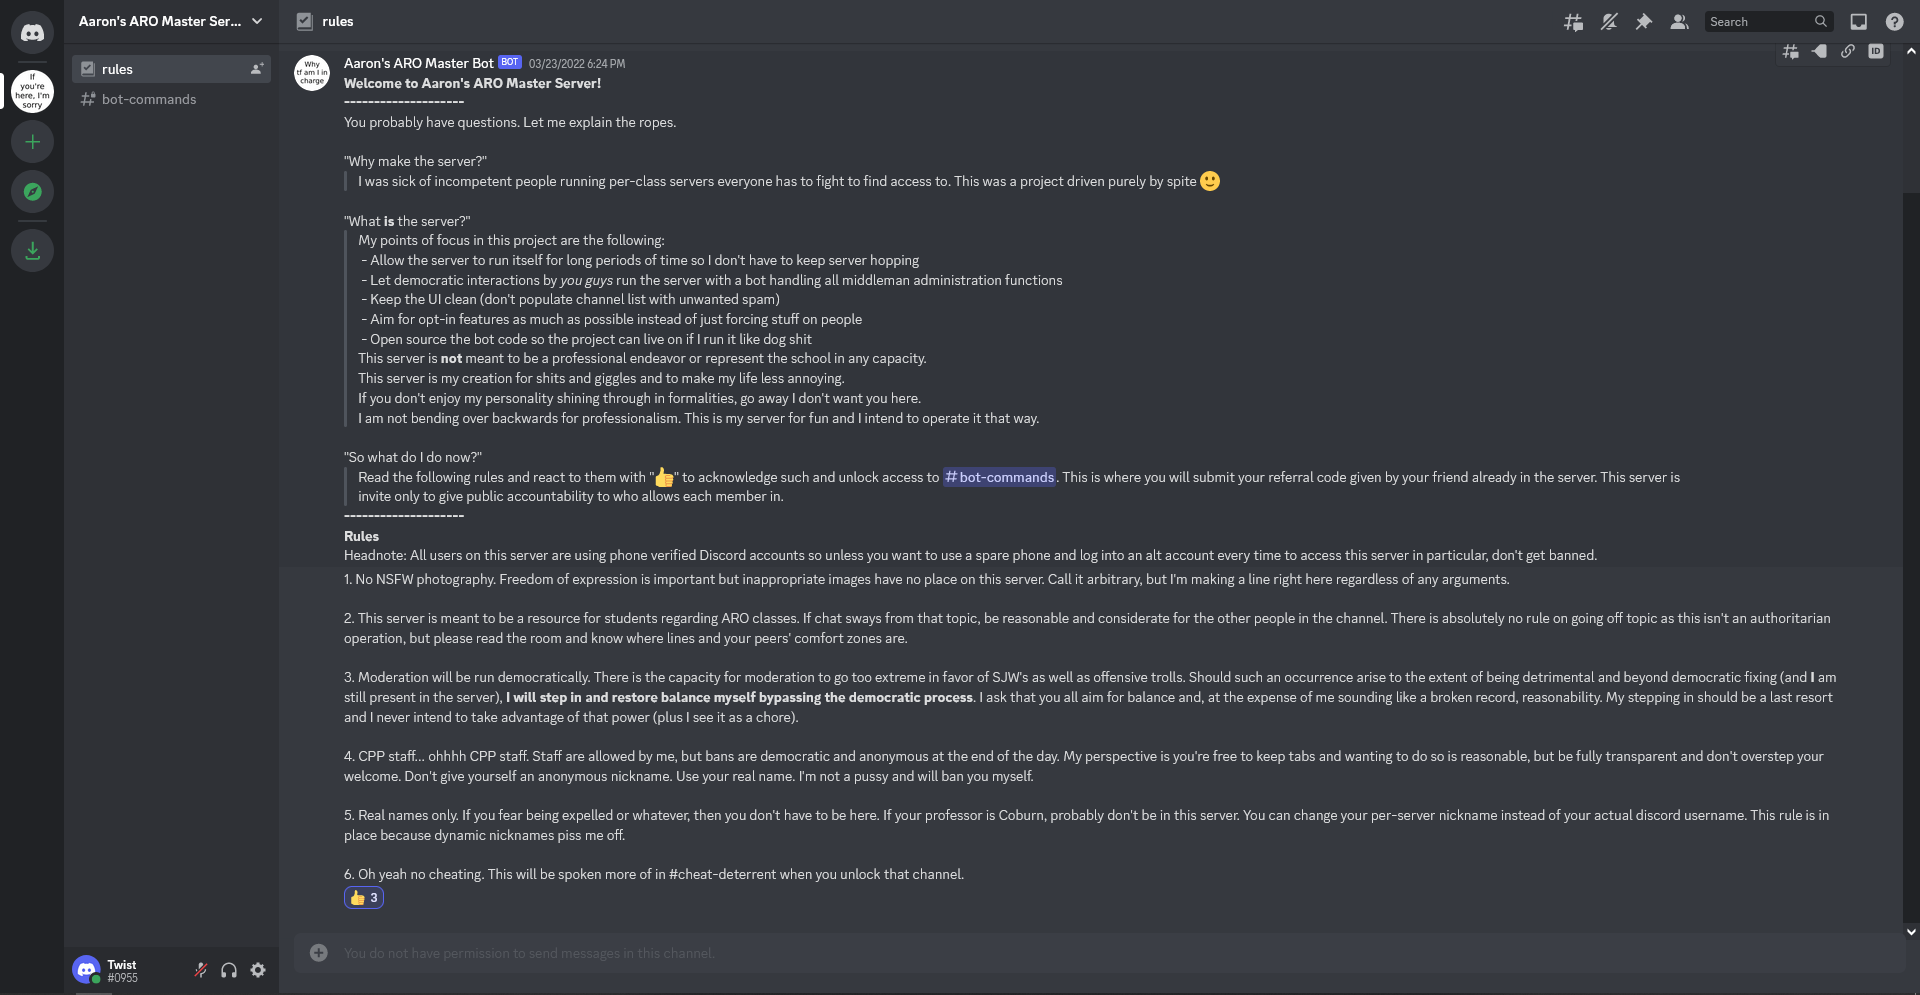 Aaron's ARO Master Ser...
rules
Search
If
you're
here, I'm
sorry
rules
bot-commands
Why
tf am I in
charge
Aaron's ARO Master Bot BOT 03/23/2022 6:24 PM
Welcome to Aaron's ARO Master Server!
--------------------
You probably have questions. Let me explain the ropes.
"Why make the server?"
I was sick of incompetent people running per-class servers everyone has to fight to find access to. This was a project driven purely by spite 🙂
"What is the server?"
My points of focus in this project are the following:
- Allow the server to run itself for long periods of time so I don't have to keep server hopping
- Let democratic interactions by you guys run the server with a bot handling all middleman administration functions
- Keep the UI clean (don't populate channel list with unwanted spam)
- Aim for opt-in features as much as possible instead of just forcing stuff on people
- Open source the bot code so the project can live on if I run it like dog shit
This server is not meant to be a professional endeavor or represent the school in any capacity.
This server is my creation for shits and giggles and to make my life less annoying.
If you don't enjoy my personality shining through in formalities, go away I don't want you here.
I am not bending over backwards for professionalism. This is my server for fun and I intend to operate it that way.
"So what do I do now?"
Read the following rules and react to them with "👍" to acknowledge such and unlock access to #bot-commands. This is where you will submit your referral code given by your friend already in the server. This server is
invite only to give public accountability to who allows each member in.
--------------------
Rules
Headnote: All users on this server are using phone verified Discord accounts so unless you want to use a spare phone and log into an alt account every time to access this server in particular, don't get banned.
1. No NSFW photography. Freedom of expression is important but inappropriate images have no place on this server. Call it arbitrary, but I'm making a line right here regardless of any arguments.
2. This server is meant to be a resource for students regarding ARO classes. If chat sways from that topic, be reasonable and considerate for the other people in the channel. There is absolutely no rule on going off topic as this isn't an authoritarian
operation, but please read the room and know where lines and your peers' comfort zones are.
3. Moderation will be run democratically. There is the capacity for moderation to go too extreme in favor of SJW's as well as offensive trolls. Should such an occurrence arise to the extent of being detrimental and beyond democratic fixing (and I am
still present in the server), I will step in and restore balance myself bypassing the democratic process. I ask that you all aim for balance and, at the expense of me sounding like a broken record, reasonability. My stepping in should be a last resort
and I never intend to take advantage of that power (plus I see it as a chore).
4. CPP staff... ohhhh CPP staff. Staff are allowed by me, but bans are democratic and anonymous at the end of the day. My perspective is you're free to keep tabs and wanting to do so is reasonable, but be fully transparent and don't overstep your
welcome. Don't give yourself an anonymous nickname. Use your real name. I'm not a pussy and will ban you myself.
5. Real names only. If you fear being expelled or whatever, then you don't have to be here. If your professor is Coburn, probably don't be in this server. You can change your per-server nickname instead of your actual discord username. This rule is in
place because dynamic nicknames piss me off.
6. Oh yeah no cheating. This will be spoken more of in #cheat-deterrent when you unlock that channel.
👍 3
You do not have permission to send messages in this channel.
Twist
#0955
ID